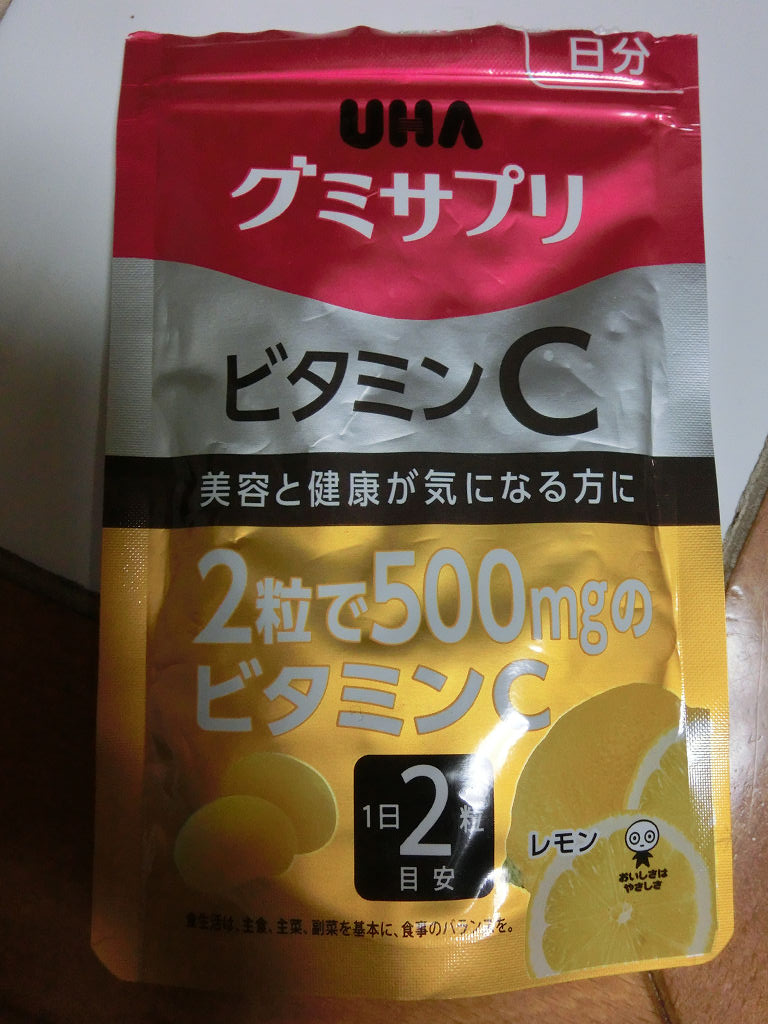 日分
UHA
グミサプリ
ビタミンC
美容と健康が気になる方に
2粒で500mgの
ビタミンC
1日2粒
目安
レモン
おいしさは
やさしさ
食生活は、主食、主菜、副菜を基本に、食事のバランスを。